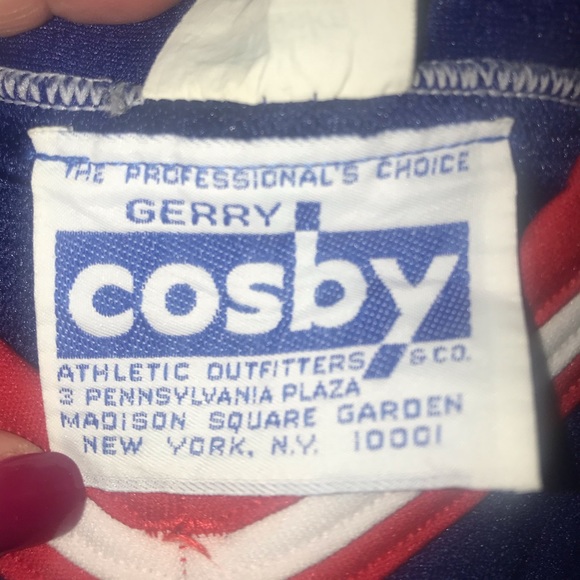 THE PROFESSIONAL'S CHOICE
GERRY
cosby
ATHLETIC OUTFITTERS & CO.
3 PENNSYLVANIA PLAZA
MADISON SQUARE GARDEN
NEW YORK, N.Y. 10001